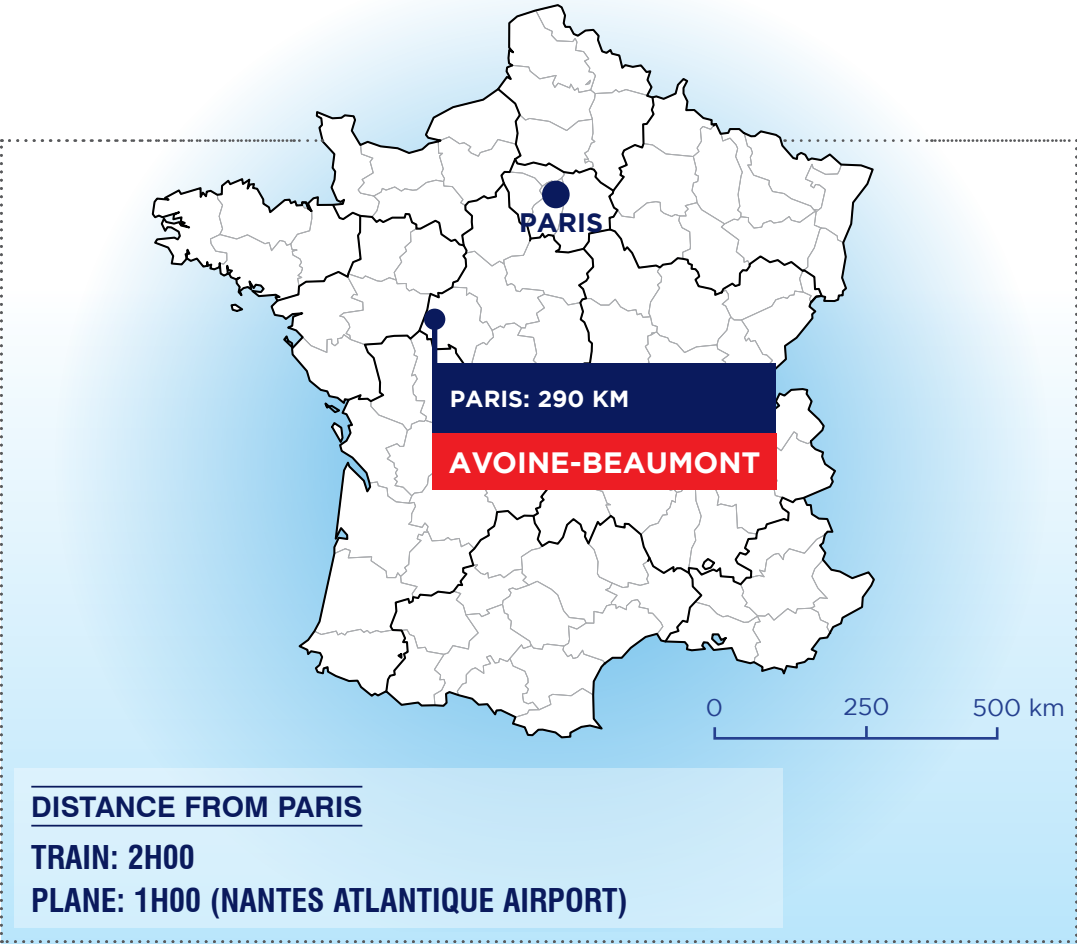 PARIS
PARIS: 290 KM
AVOINE-BEAUMONT
0 250 500 km
DISTANCE FROM PARIS
TRAIN: 2H00
PLANE: 1H00 (NANTES ATLANTIQUE AIRPORT)